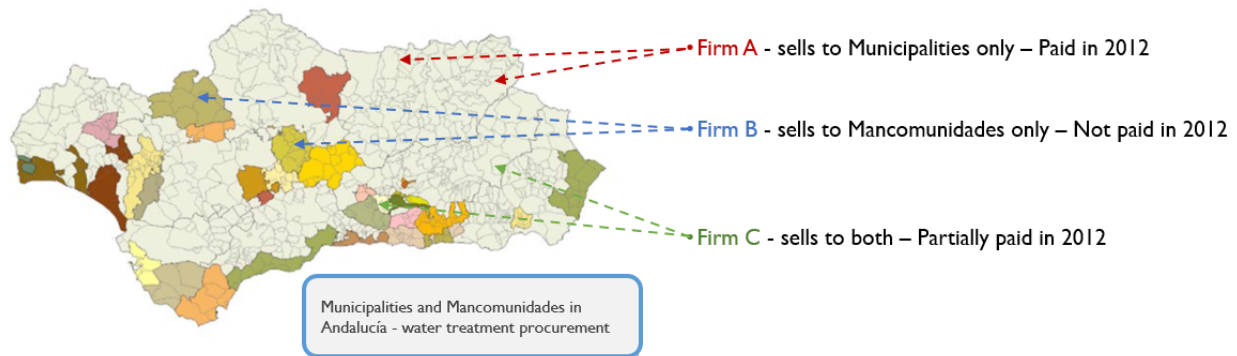 Firm A - sells to Municipalities only – Paid in 2012
Firm B - sells to Mancomunidades only – Not paid in 2012
Firm C - sells to both – Partially paid in 2012
Municipalities and Mancomunidades in
Andalucía - water treatment procurement